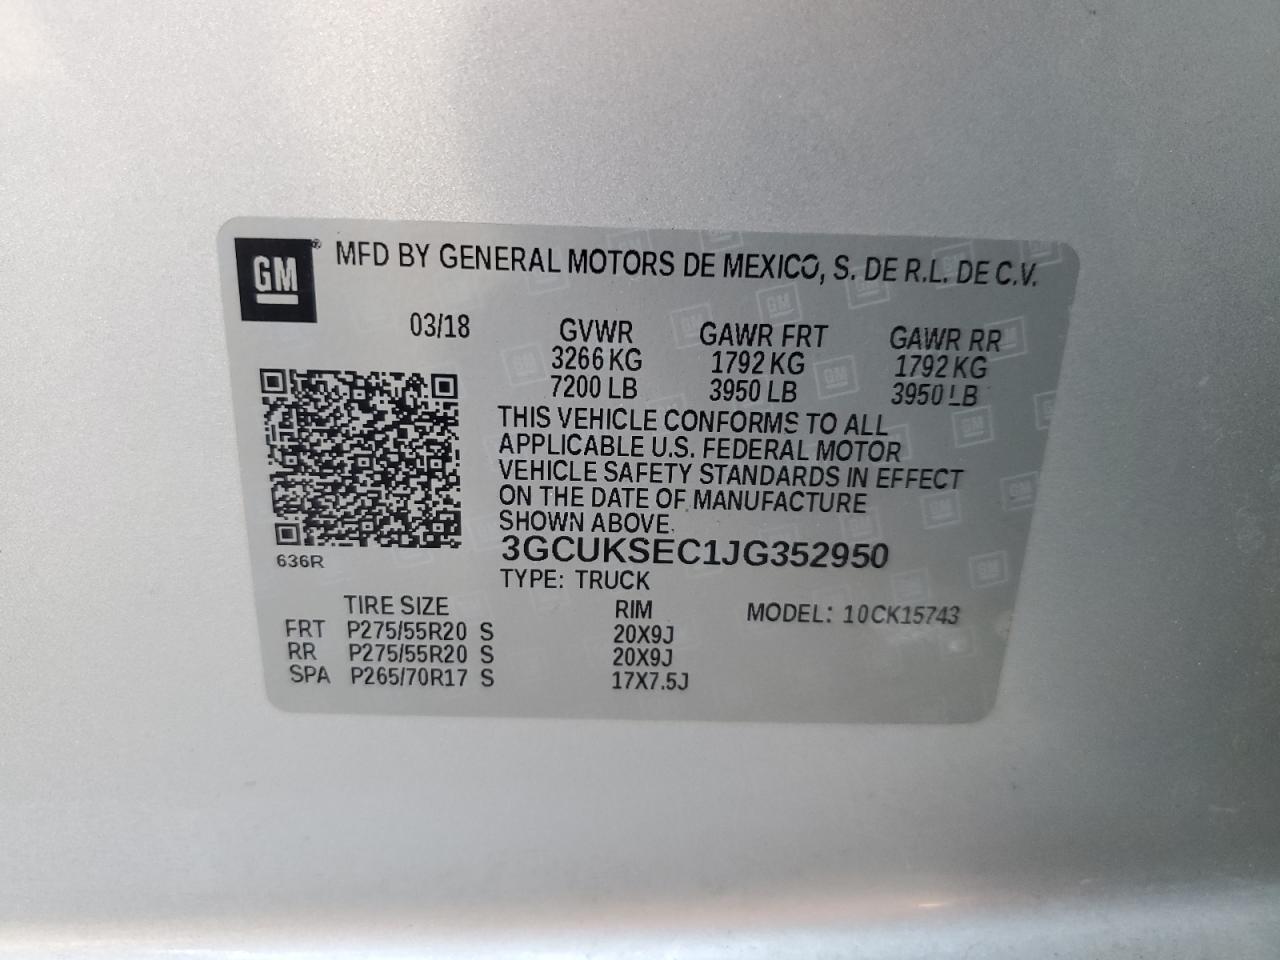 GM® MFD BY GENERAL MOTORS DE MEXICO, S. DE R.L. DE C.V.
03/18 GVWR GAWR FRT GAWR RR
3266 KG 1792 KG 1792 KG
7200 LB 3950 LB 3950 LB
THIS VEHICLE CONFORMS TO ALL
APPLICABLE U.S. FEDERAL MOTOR
VEHICLE SAFETY STANDARDS IN EFFECT
ON THE DATE OF MANUFACTURE
SHOWN ABOVE.
3GCUKSEC1JG352950
636R
TYPE: TRUCK
TIRE SIZE RIM MODEL: 10CK15743
FRT P275/55R20 S 20X9J
RR P275/55R20 S 20X9J
SPA P265/70R17 S 17X7.5J